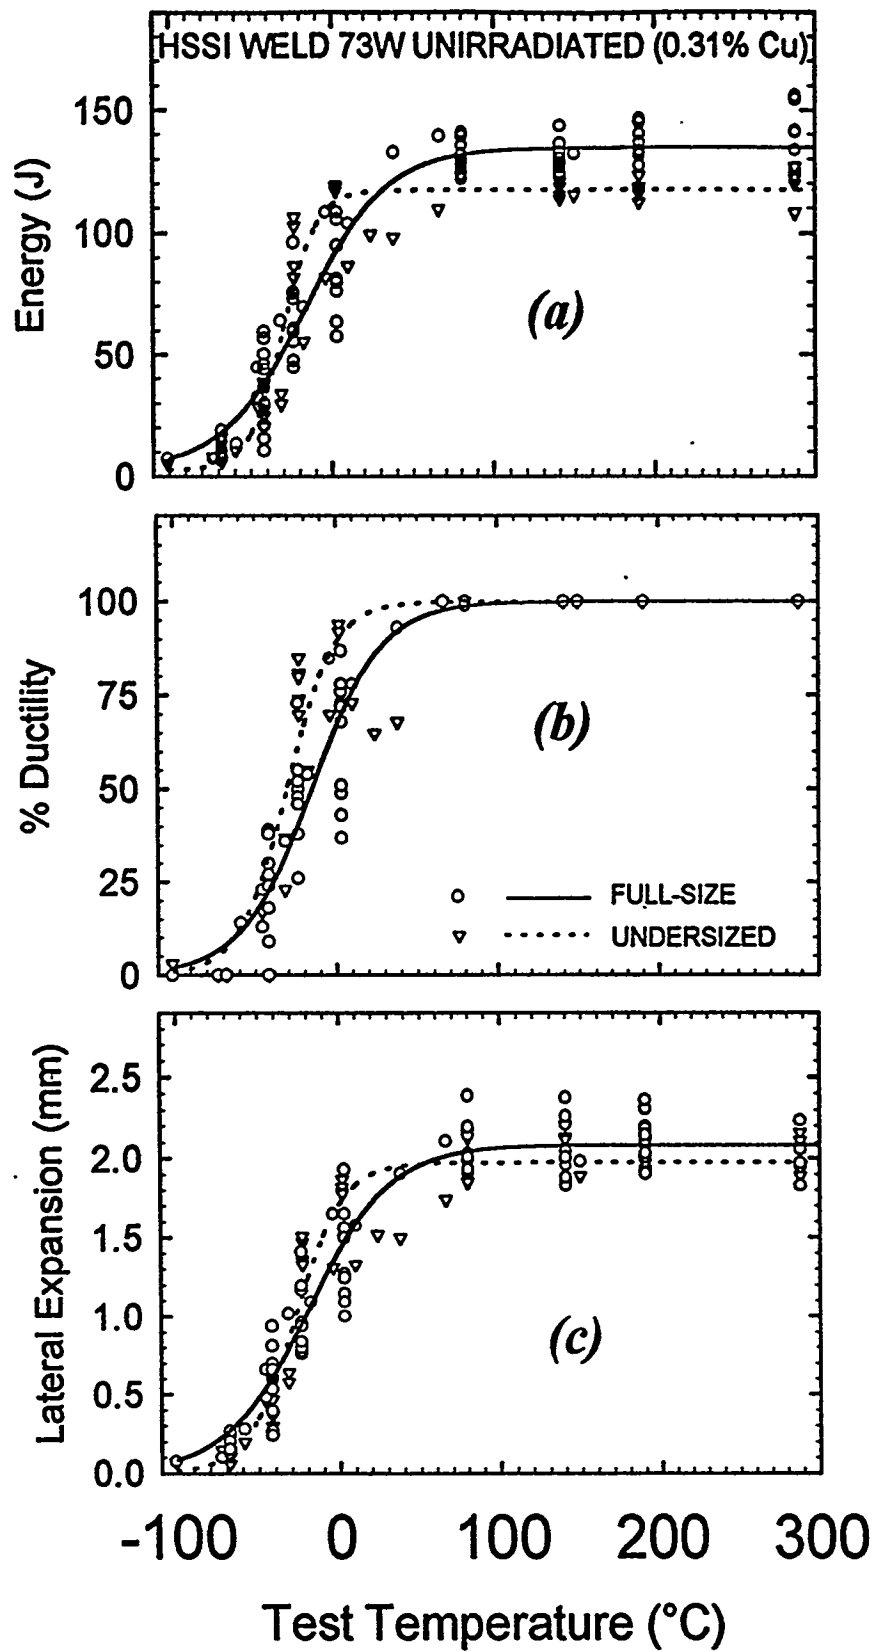 HSSI WELD 73W UNIRRADIATED (0.31% Cu)
150
100
50
0
Energy (J)
(a)
100
75
50
25
0
% Ductility
(b)
FULL-SIZE
UNDERSIZED
2.5
2.0
1.5
1.0
0.5
0.0
Lateral Expansion (mm)
(c)
-100 0 100 200 300
Test Temperature (°C)